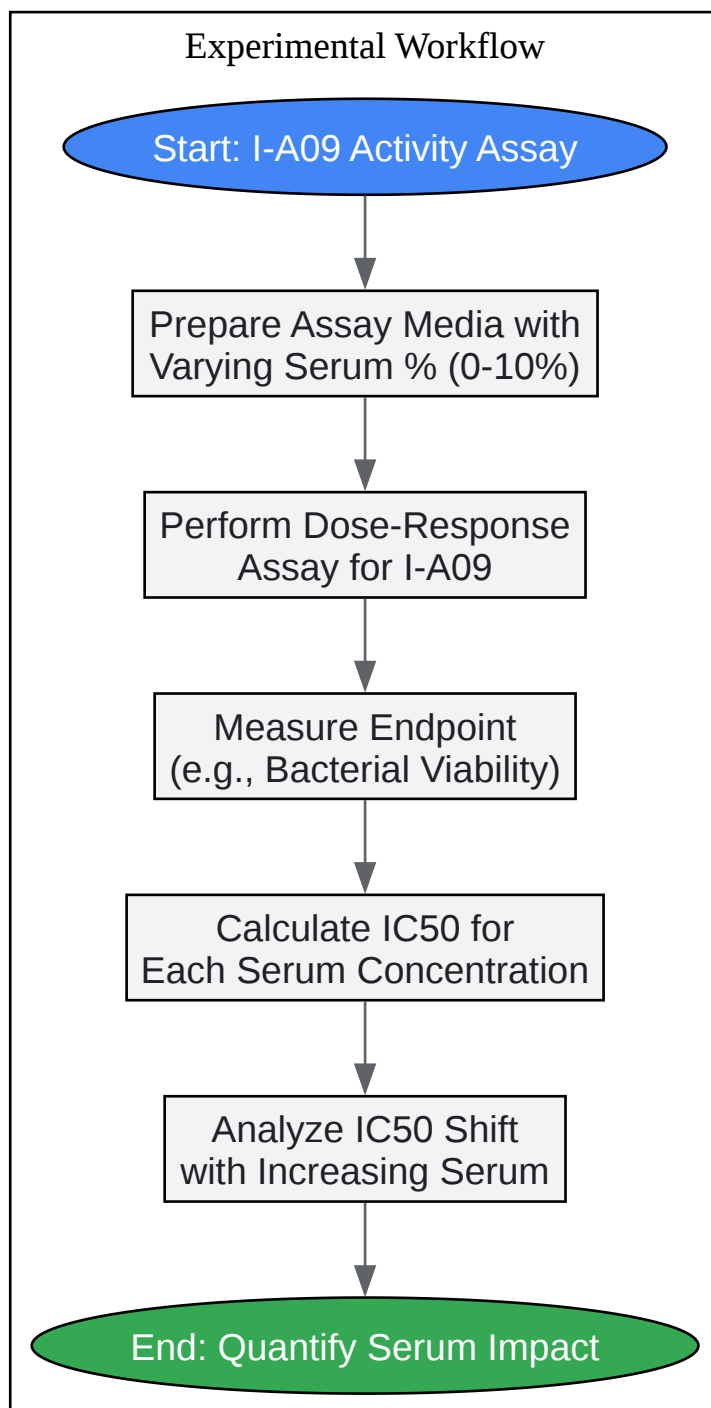 Experimental Workflow
Start: I-A09 Activity Assay
Prepare Assay Media with
Varying Serum % (0-10%)
Perform Dose-Response
Assay for I-A09
Measure Endpoint
(e.g., Bacterial Viability)
Calculate IC50 for
Each Serum Concentration
Analyze IC50 Shift
with Increasing Serum
End: Quantify Serum Impact